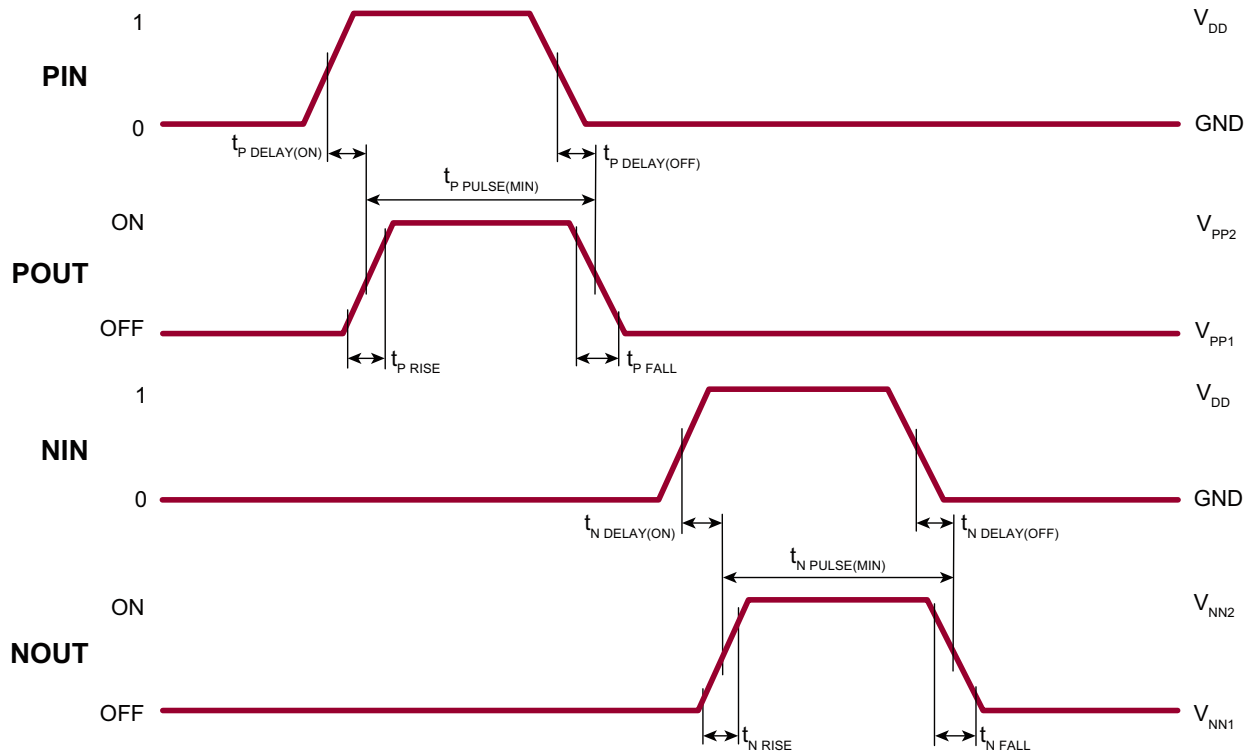 1 V_DD
PIN
0 GND
t_P DELAY(ON) t_P DELAY(OFF)
t_P PULSE(MIN)
ON V_PP2
POUT
OFF V_PP1
t_P RISE t_P FALL
1 V_DD
NIN
0 GND
t_N DELAY(ON) t_N DELAY(OFF)
t_N PULSE(MIN)
ON V_NN2
NOUT
OFF V_NN1
t_N RISE t_N FALL